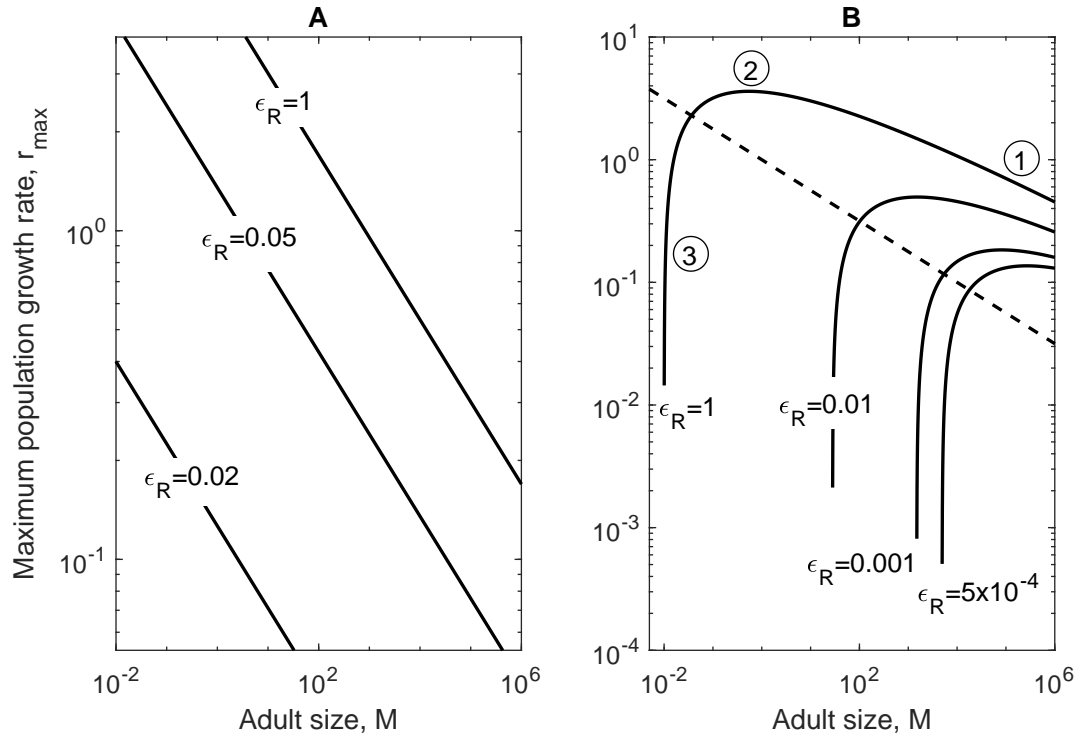 A
Maximum population growth rate, r_max
10^0
10^-1
ϵ_R=1
ϵ_R=0.05
ϵ_R=0.02
10^-2
10^2
10^6
Adult size, M
B
10^1
10^0
10^-1
10^-2
10^-3
10^-4
2
1
3
ϵ_R=1
ϵ_R=0.01
ϵ_R=0.001
ϵ_R=5x10^-4
10^-2
10^2
10^6
Adult size, M